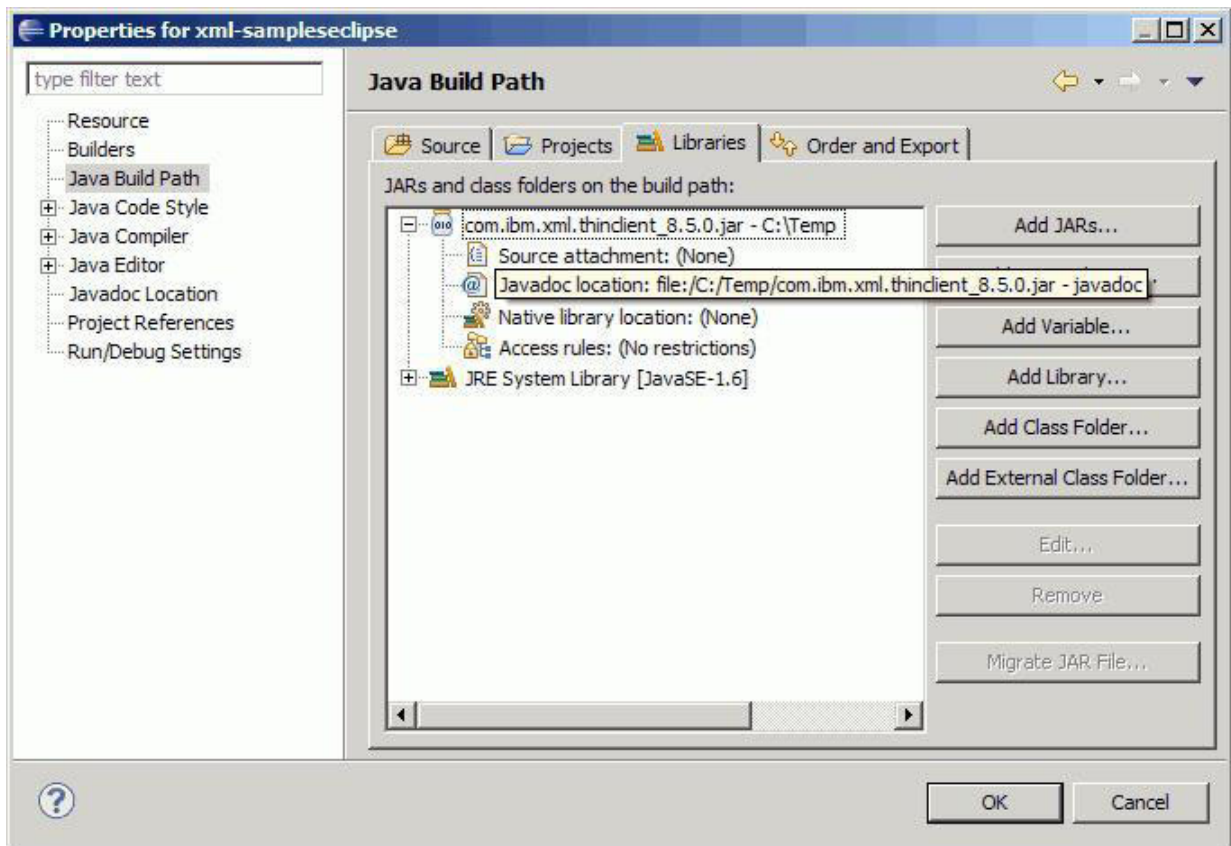 Properties for xml-sampleseclipse
type filter text
Resource
Builders
Java Build Path
Java Code Style
Java Compiler
Java Editor
Javadoc Location
Project References
Run/Debug Settings
Java Build Path
Source
Projects
Libraries
Order and Export
JARs and class folders on the build path:
com.ibm.xml.thinclient_8.5.0.jar - C:\Temp
Source attachment: (None)
Javadoc location: file:/C:/Temp/com.ibm.xml.thinclient_8.5.0.jar - javadoc
Native library location: (None)
Access rules: (No restrictions)
JRE System Library [JavaSE-1.6]
Add JARs...
Add Variable...
Add Library...
Add Class Folder...
Add External Class Folder...
Edit...
Remove
Migrate JAR File...
OK
Cancel